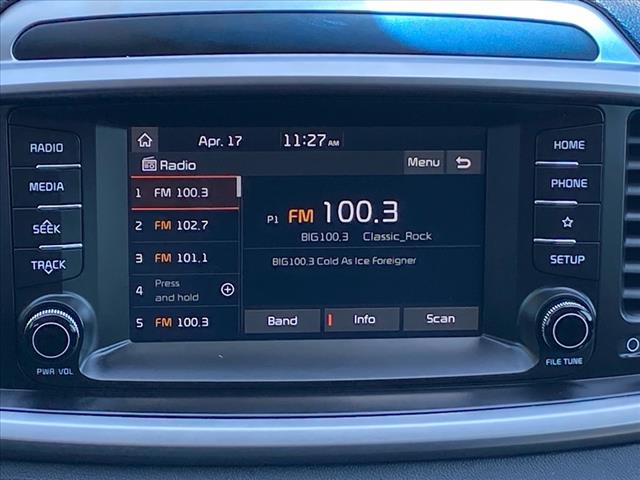 Apr. 17 11:27 AM
Radio Menu
1 FM 100.3
2 FM 102.7
3 FM 101.1
4 Press and hold
5 FM 100.3
P1 FM 100.3
BIG100.3 Classic_Rock
BIG100.3 Cold As Ice Foreigner
Band Info Scan
RADIO
MEDIA
SEEK
TRACK
PWR VOL
HOME
PHONE
SETUP
FILE TUNE